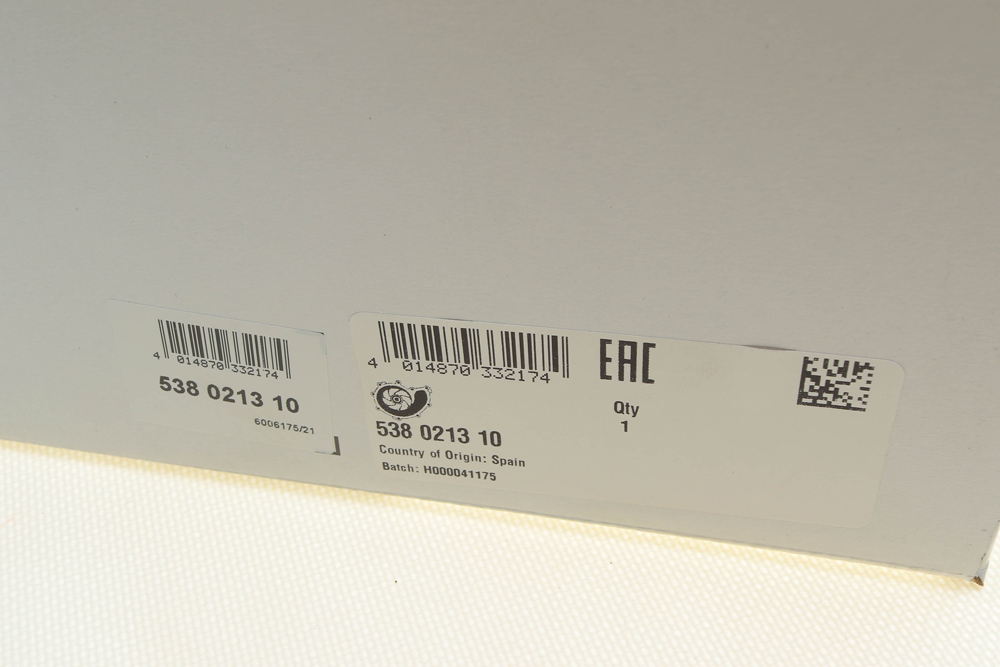 4 014870 332174
538 0213 10
6006175/21
4 014870 332174
EAC
Qty
1
538 0213 10
Country of Origin: Spain
Batch: H000041175